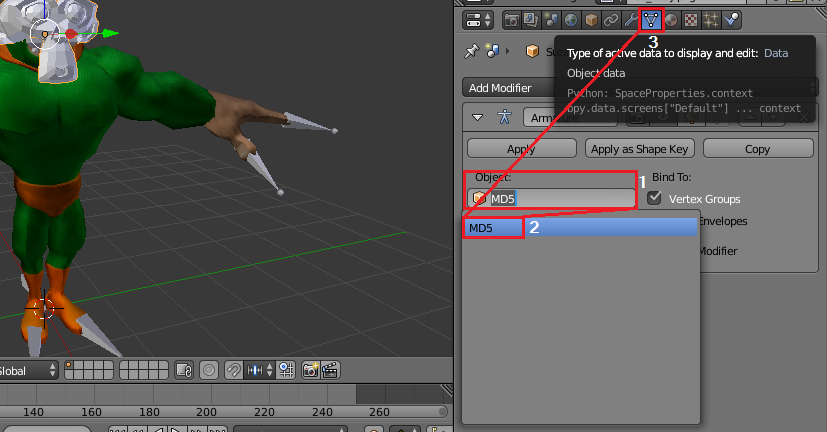 3
Type of active data to display and edit: Data
Object data
Python: SpaceProperties.context
bpy.data.screens["Default"] ... context
Add Modifier
Apply
Apply as Shape Key
Copy
Object:
1
Bind To:
MD5
Vertex Groups
MD5
2
Envelopes
Modifier
Global
140
160
180
200
220
240
260